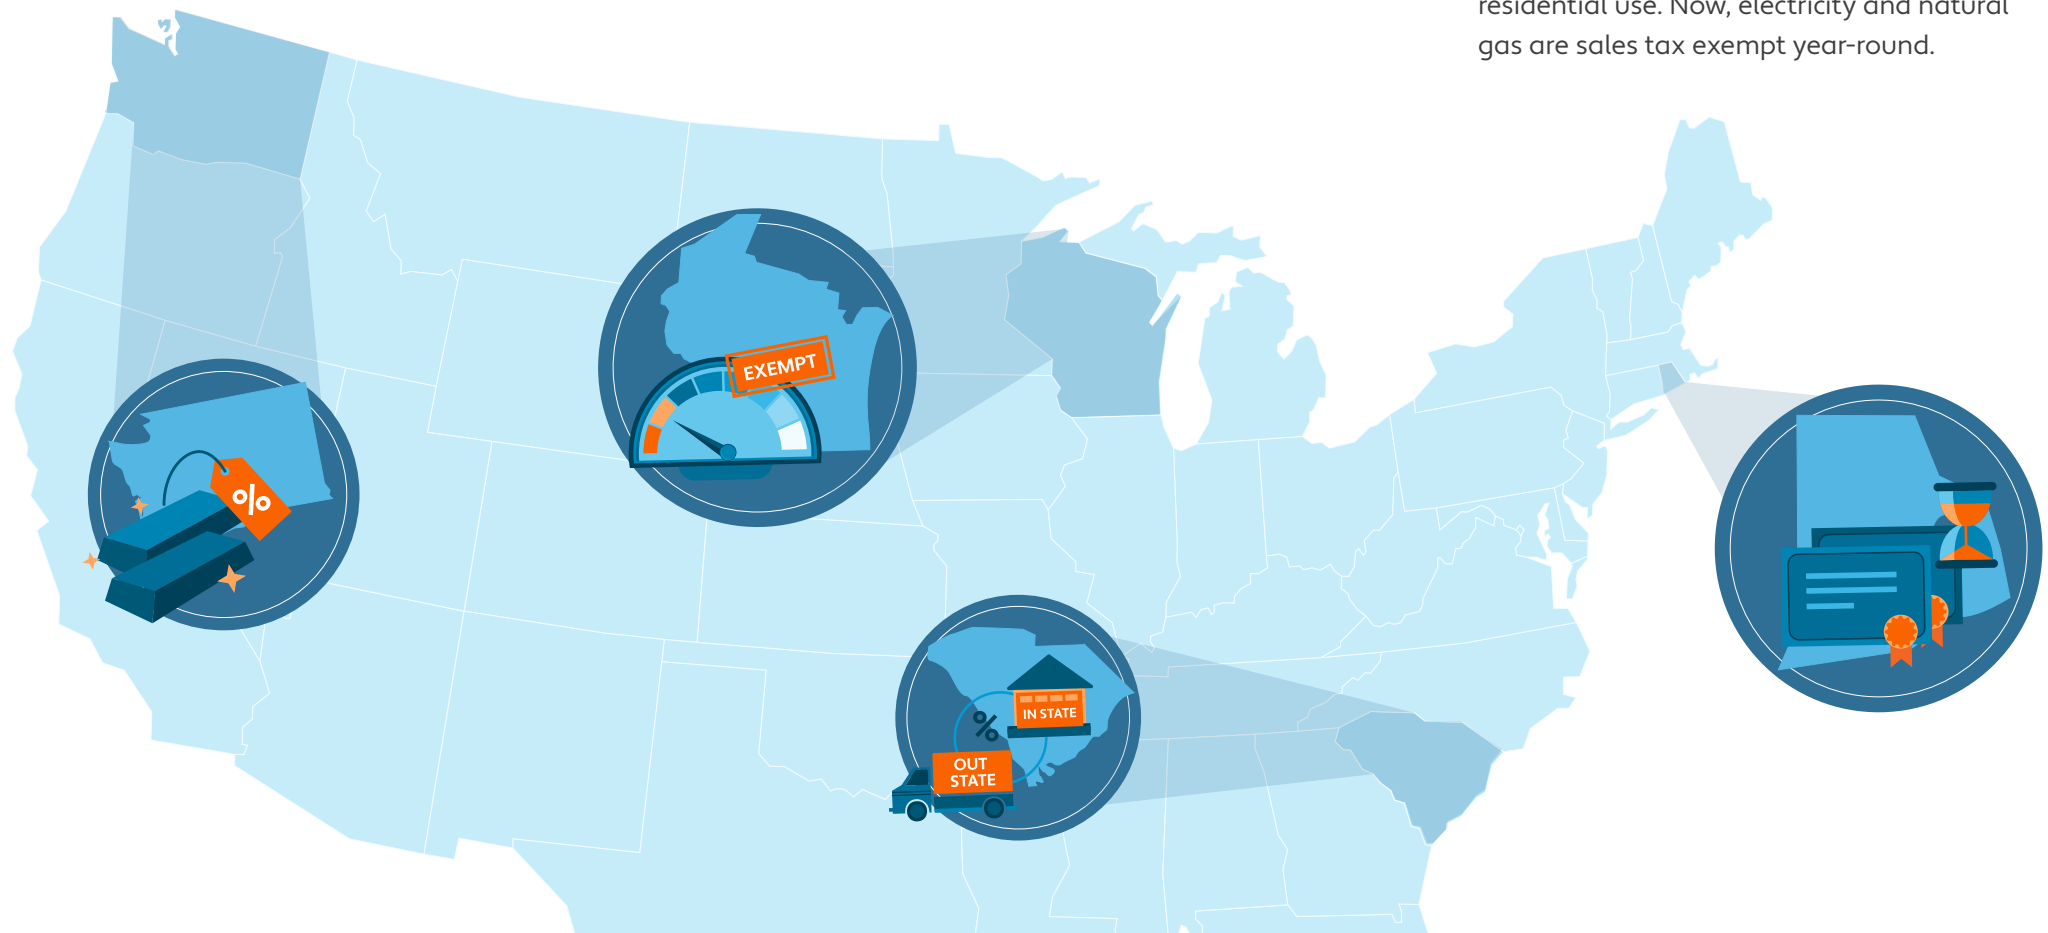 residential use. Now, electricity and natural
gas are sales tax exempt year-round.
EXEMPT
%
%
IN STATE
OUT
STATE